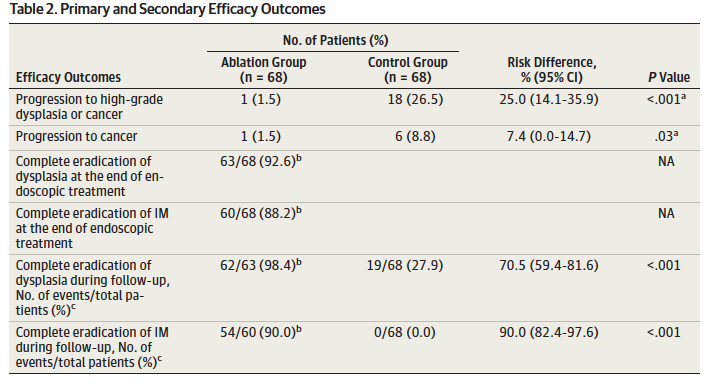 Table 2. Primary and Secondary Efficacy Outcomes
No. of Patients (%)
Efficacy Outcomes Ablation Group (n = 68) Control Group (n = 68) Risk Difference, % (95% CI) P Value
Progression to high-grade dysplasia or cancer 1 (1.5) 18 (26.5) 25.0 (14.1-35.9) <.001a
Progression to cancer 1 (1.5) 6 (8.8) 7.4 (0.0-14.7) .03a
Complete eradication of dysplasia at the end of en-doscopic treatment 63/68 (92.6)b NA
Complete eradication of IM at the end of endoscopic treatment 60/68 (88.2)b NA
Complete eradication of dysplasia during follow-up, No. of events/total pa-tients (%)c 62/63 (98.4)b 19/68 (27.9) 70.5 (59.4-81.6) <.001
Complete eradication of IM during follow-up, No. of events/total patients (%)c 54/60 (90.0)b 0/68 (0.0) 90.0 (82.4-97.6) <.001